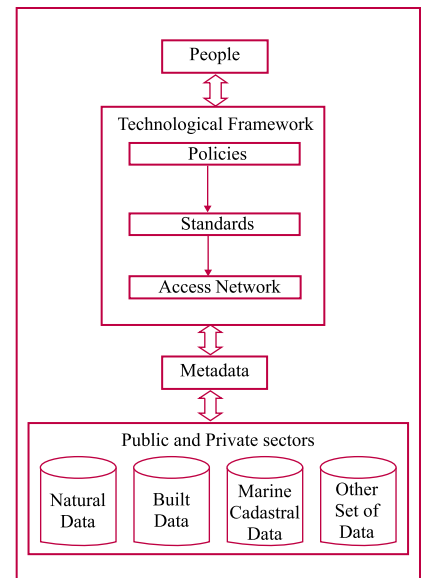 People
Technological Framework
Policies
Standards
Access Network
Metadata
Public and Private sectors
Natural
Data
Built
Data
Marine
Cadastral
Data
Other
Set of
Data